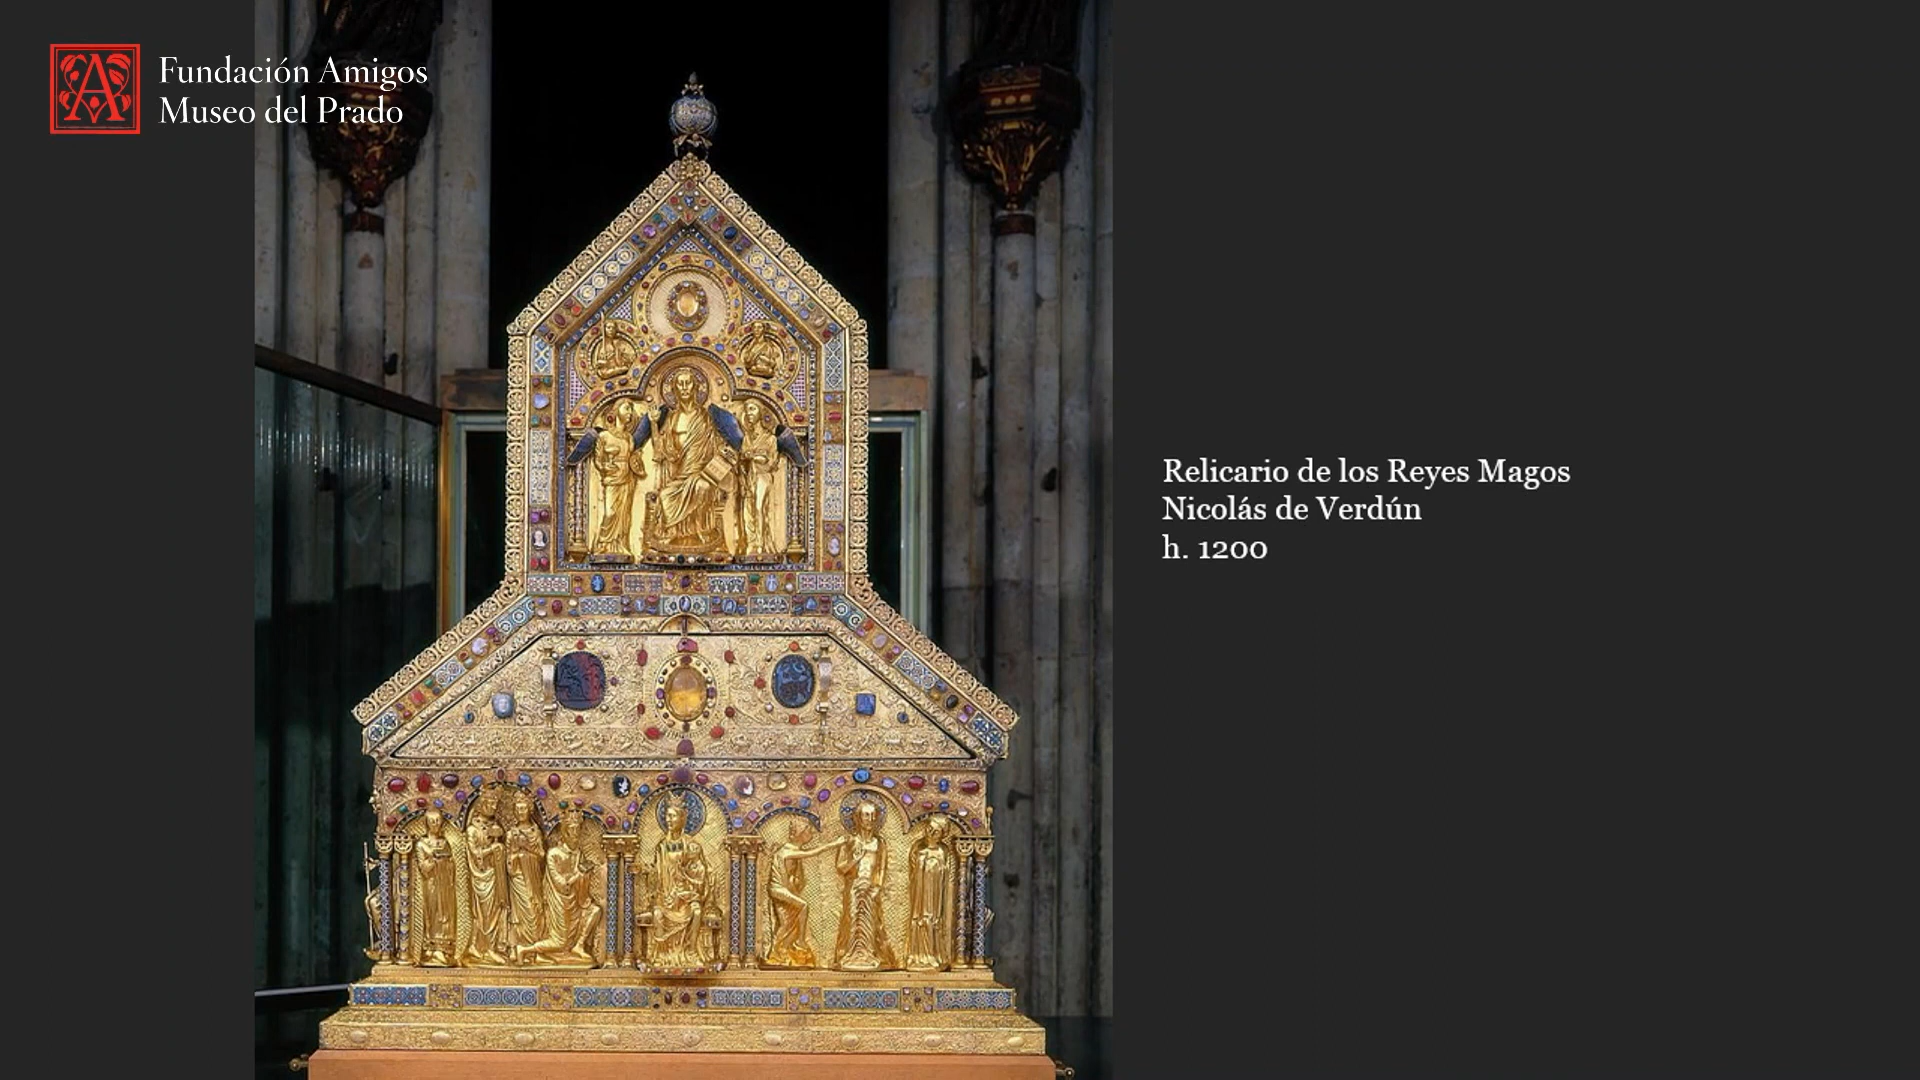 Fundación Amigos
Museo del Prado
Relicario de los Reyes Magos
Nicolás de Verdún
h. 1200